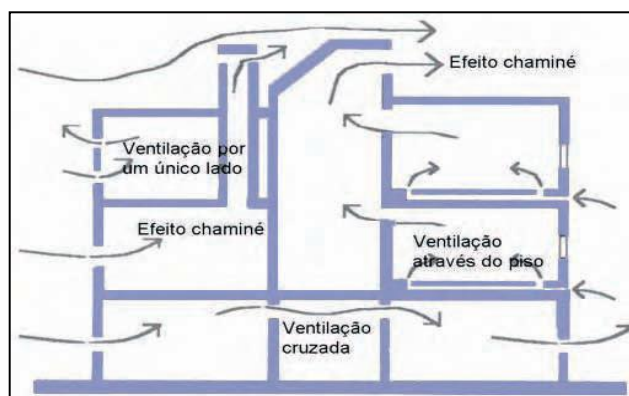 Efeito chaminé
Ventilação por
um único lado
Efeito chaminé
Ventilação
através do piso
Ventilação
cruzada